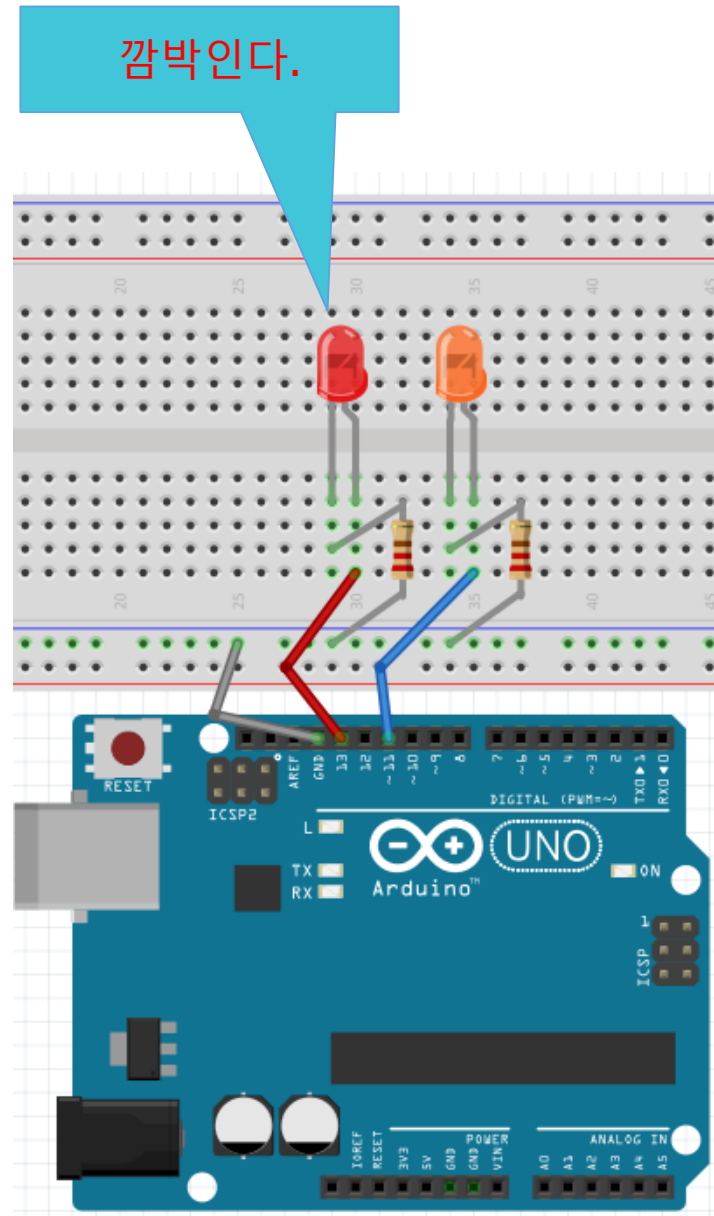 깜박인다.
20 25 30 35 40 45
20 25 30 35 40 45
RESET
ICSP2
AREF
GND
13
12
~11
~10
~9
8
7
~6
~5
4
~3
2
TX0▶1
RX0◀0
DIGITAL (PWM=~)
L
TX
RX
Arduino™
UNO
ON
1
ICSP
IOREF
RESET
3V3
5V
GND
GND
VIN
POWER
A0
A1
A2
A3
A4
A5
ANALOG IN